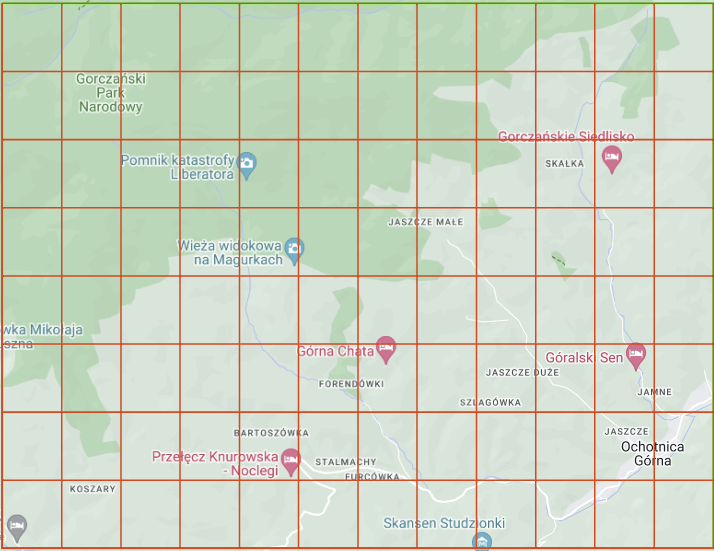 Gorczański
Park
Narodowy
Gorczańskie Siedlisko
Pomnik katastrofy
Liberatora
SKAŁKA
JASZCZE MAŁE
Wieża widokowa
na Magurkach
wka Mikołaja
szna
Górna Chata
Góralski Sen
JASZCZE DUŻE
FORENDÓWKI
JAMNE
SZLAGÓWKA
BARTOSZÓWKA
JASZCZE
Ochotnica
Górna
Przełęcz Knurowska
- Noclegi
STALMACHY
FURCÓWKA
KOSZARY
Skansen Studzionki